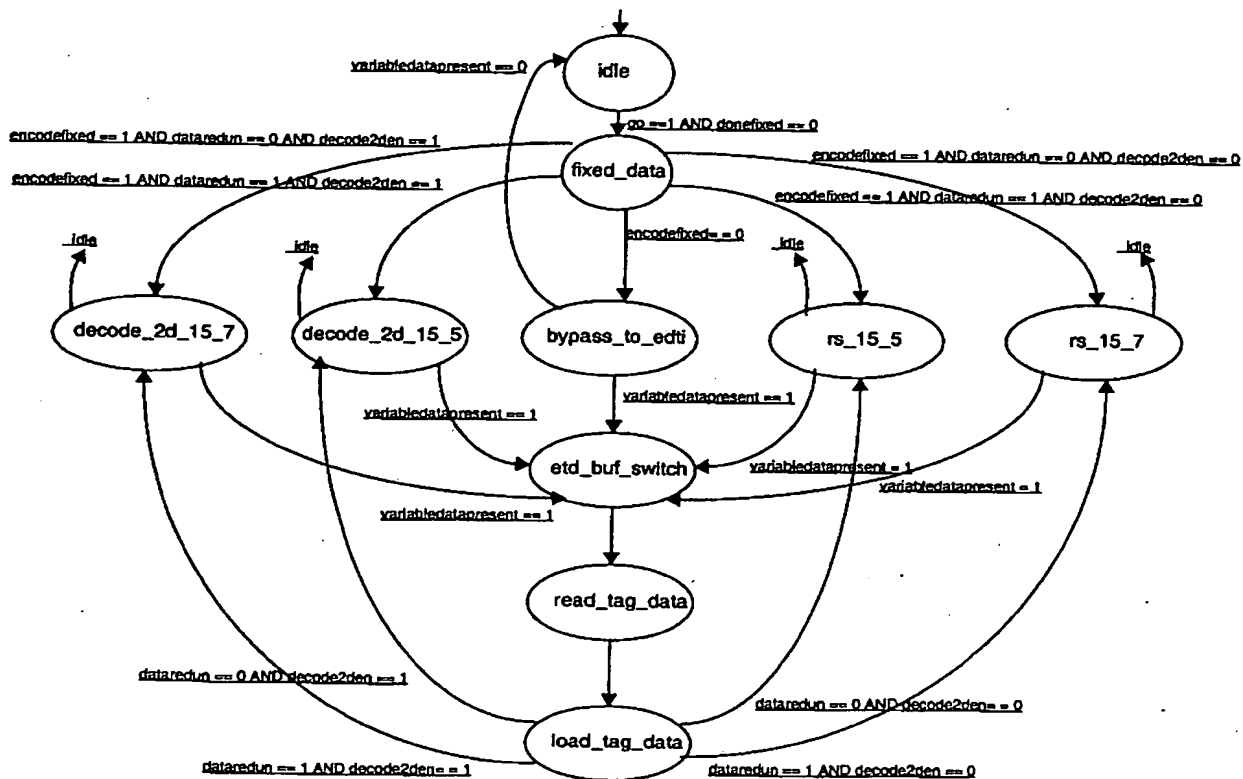 idle
variabledatapresent == 0
go ==1 AND donefixed == 0
encodefixed == 1 AND dataredun == 0 AND decode2den == 1
encodefixed == 1 AND dataredun == 0 AND decode2den == 0
fixed_data
encodefixed == 1 AND dataredun == 1 AND decode2den == 1
encodefixed == 1 AND dataredun == 1 AND decode2den == 0
encodefixed= = 0
idle
idle
_idle
_idle
decode_2d_15_7
decode_2d_15_5
bypass_to_edti
rs_15_5
rs_15_7
variabledatapresent == 1
variabledatapresent == 1
etd_buf_switch
variabledatapresent = 1
variabledatapresent = 1
variabledatapresent == 1
read_tag_data
dataredun == 0 AND decode2den == 1
dataredun == 0 AND decode2den= = 0
load_tag_data
dataredun == 1 AND decode2den= = 1
dataredun == 1 AND decode2den == 0